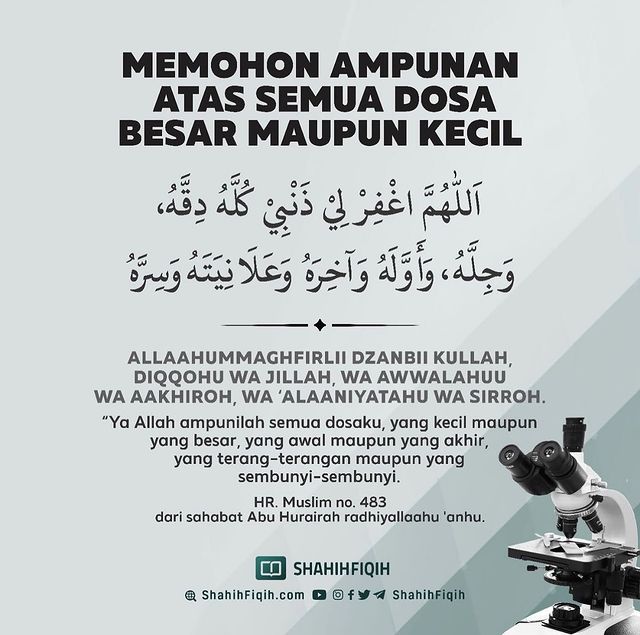 MEMOHON AMPUNAN
ATAS SEMUA DOSA
BESAR MAUPUN KECIL
اَللّٰهُمَّ اغْفِرْ لِيْ ذَنْبِيْ كُلَّهُ دِقَّهُ،
وَجِلَّهُ، وَأَوَّلَهُ وَآخِرَهُ وَعَلَانِيَتَهُ وَسِرَّهُ
ALLAAHUMMAGHFIRLII DZANBII KULLAH,
DIQQOHU WA JILLAH, WA AWWALAHUU
WA AAKHIROH, WA ‘ALAANIYATAHU WA SIRROH.
“Ya Allah ampunilah semua dosaku, yang kecil maupun
yang besar, yang awal maupun yang akhir,
yang terang-terangan maupun yang
sembunyi-sembunyi.
HR. Muslim no. 483
dari sahabat Abu Hurairah radhiyallaahu 'anhu.
SHAHIHFIQIH
ShahihFiqih.com ShahihFiqih